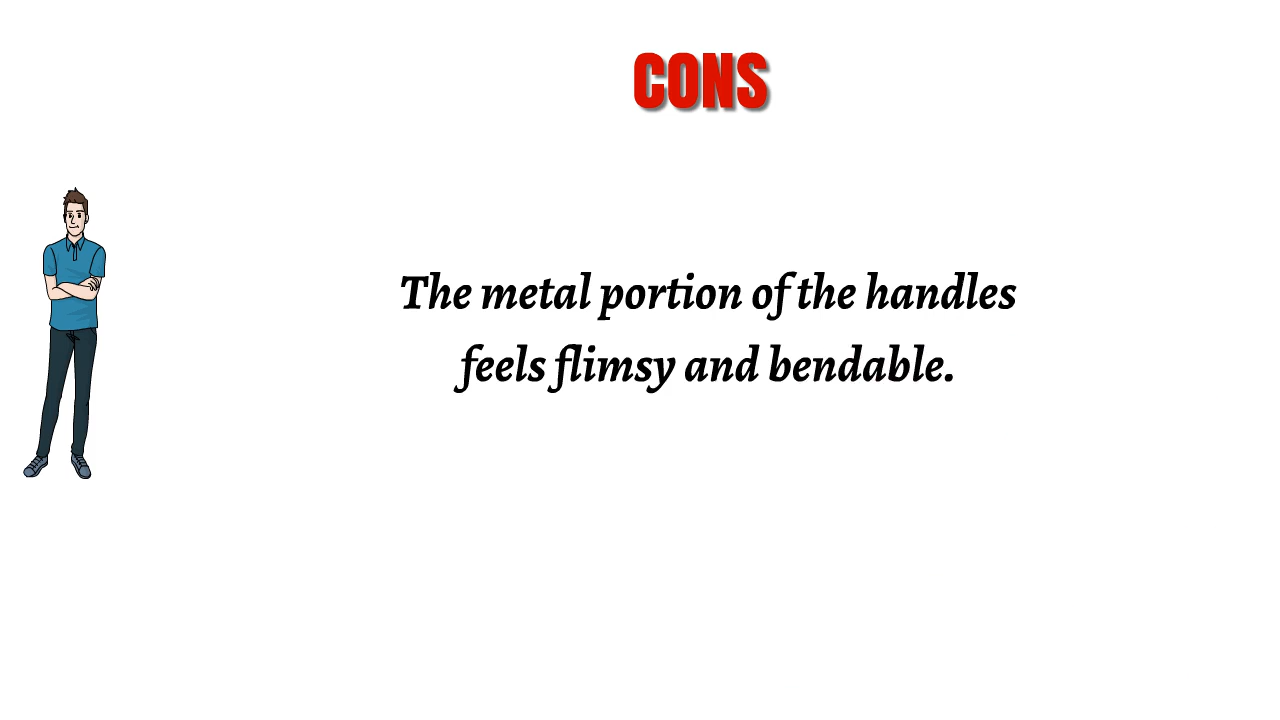 CONS
The metal portion of the handles
feels flimsy and bendable.